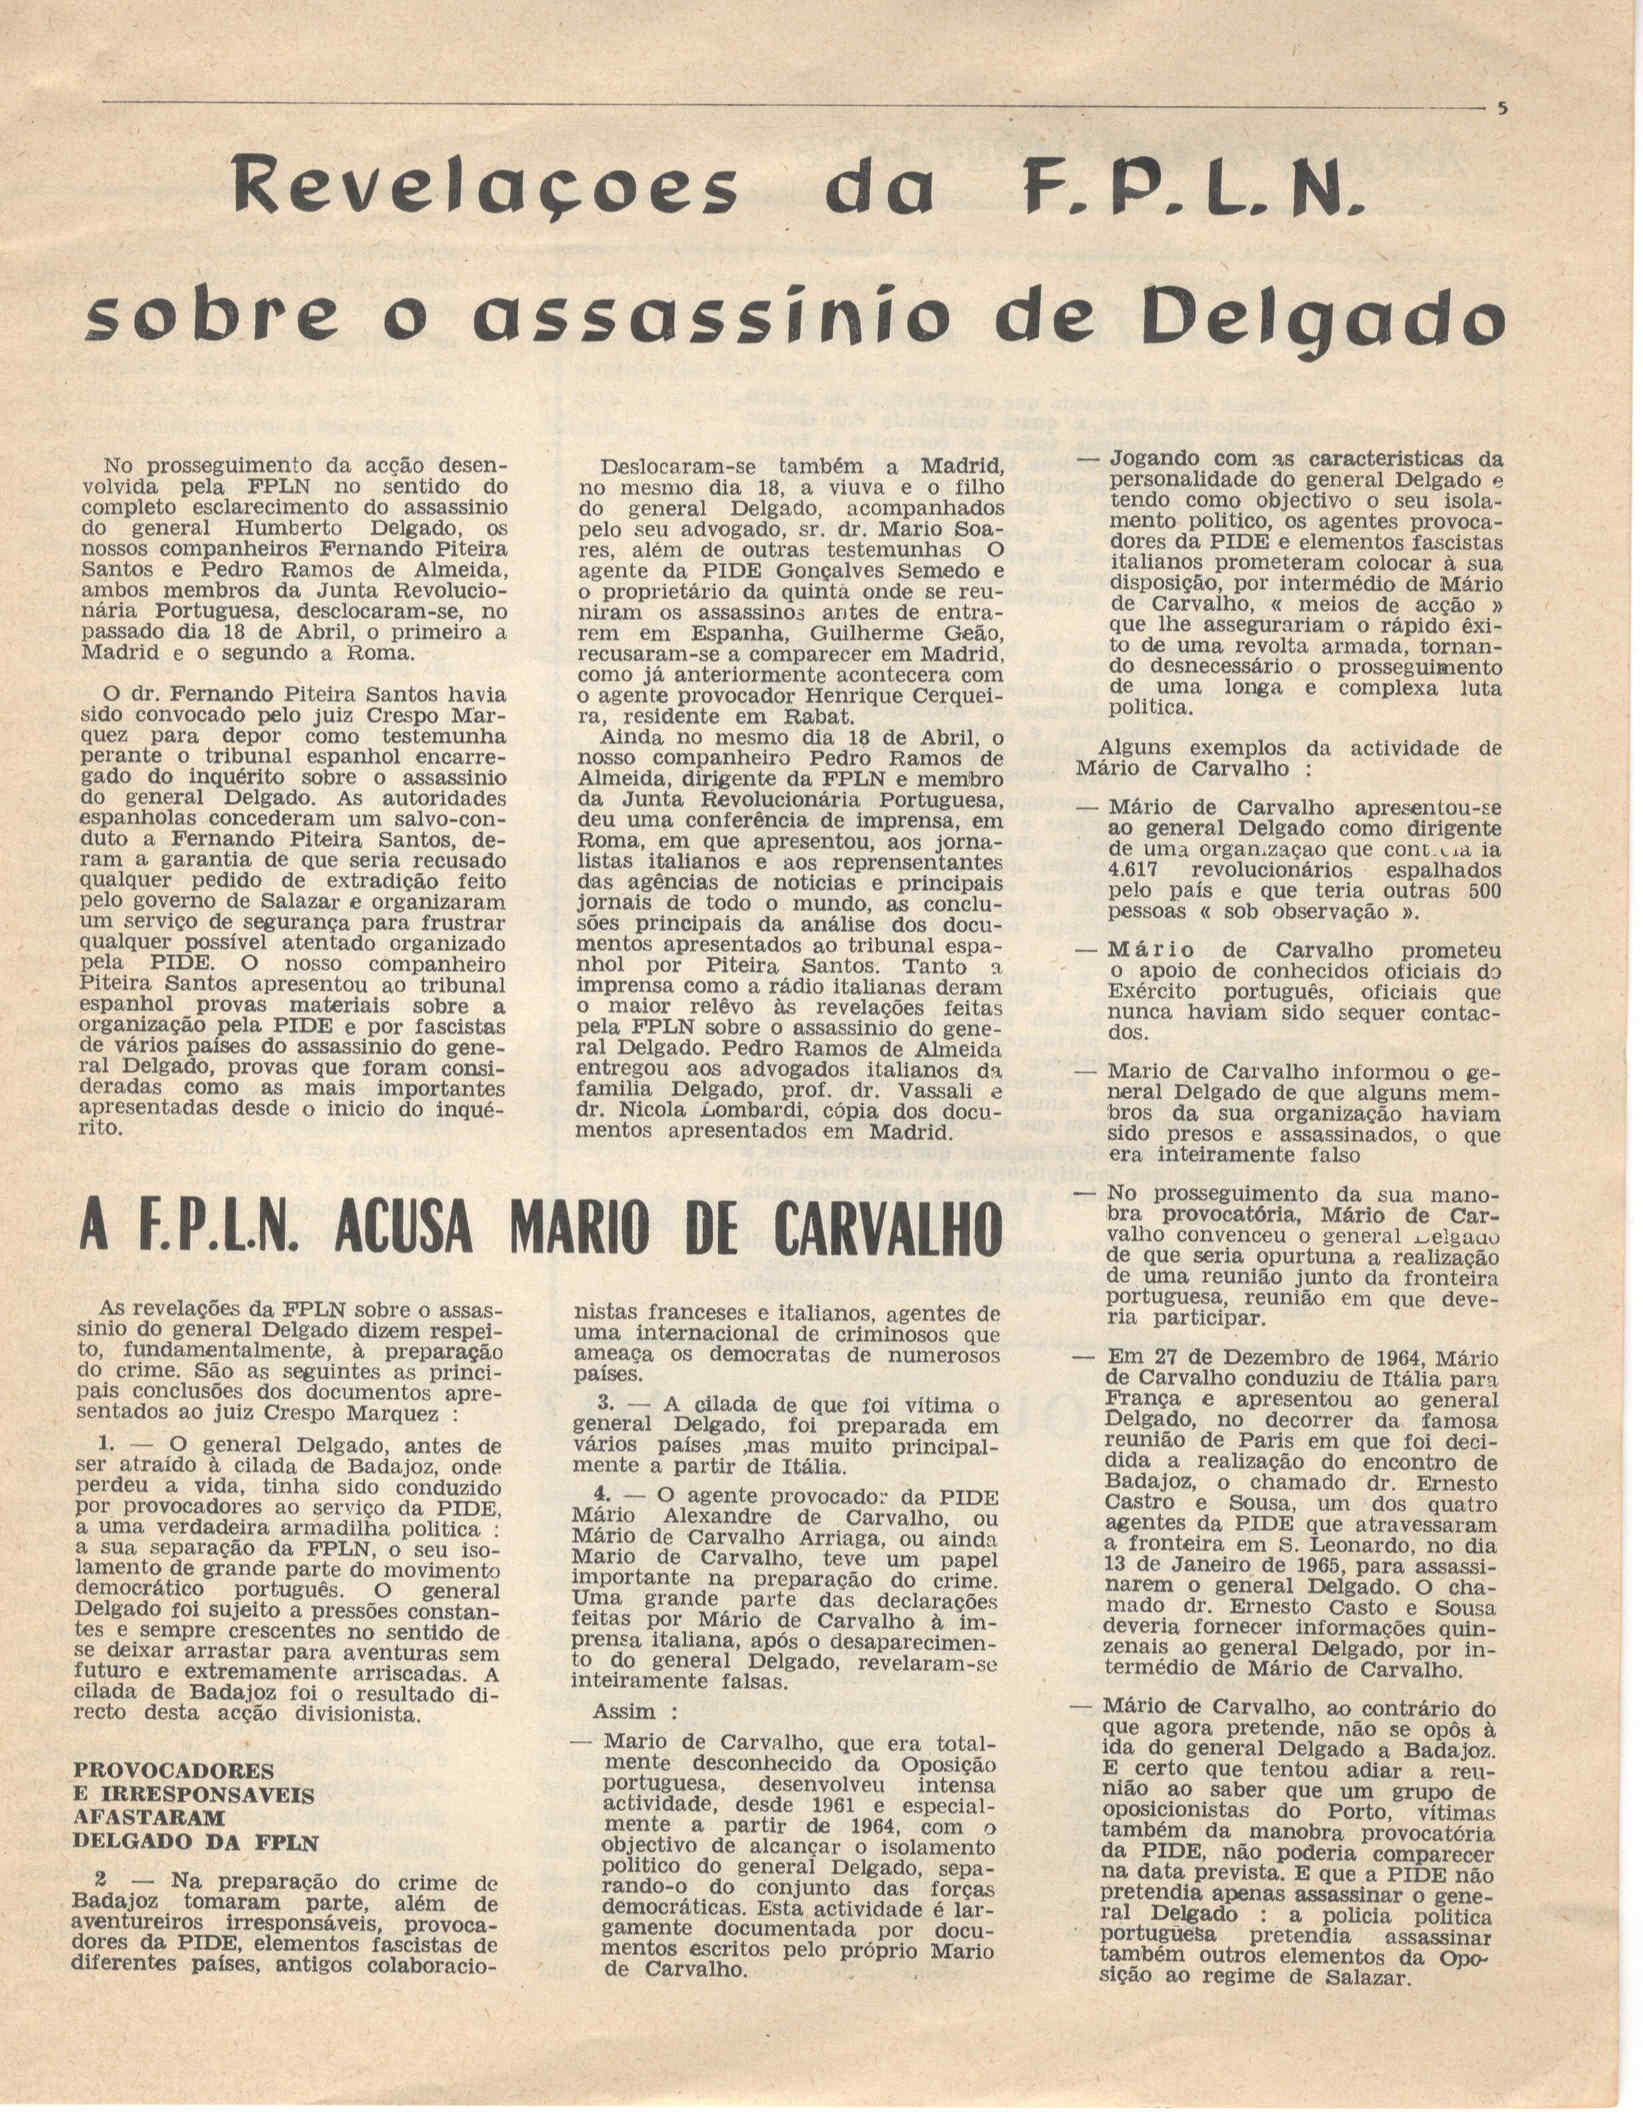 5
Revelaçoes da F.P.L.N.
sobre o assassinio de Delgado
No prosseguimento da acção desen-
volvida pela FPLN no sentido do
completo esclarecimento do assassinio
do general Humberto Delgado, os
nossos companheiros Fernando Piteira
Santos e Pedro Ramos de Almeida,
ambos membros da Junta Revolucio-
nária Portuguesa, deslocaram-se, no
passado dia 18 de Abril, o primeiro a
Madrid e o segundo a Roma.
O dr. Fernando Piteira Santos havia
sido convocado pelo juiz Crespo Mar-
quez para depor como testemunha
perante o tribunal espanhol encarre-
gado do inquérito sobre o assassinio
do general Delgado. As autoridades
espanholas concederam um salvo-con-
duto a Fernando Piteira Santos, de-
ram a garantia de que seria recusado
qualquer pedido de extradição feito
pelo governo de Salazar e organizaram
um serviço de segurança para frustrar
qualquer possível atentado organizado
pela PIDE. O nosso companheiro
Piteira Santos apresentou ao tribunal
espanhol provas materiais sobre a
organização pela PIDE e por fascistas
de vários países do assassinio do gene-
ral Delgado, provas que foram consi-
deradas como as mais importantes
apresentadas desde o inicio do inqué-
rito.
Deslocaram-se também a Madrid,
no mesmo dia 18, a viuva e o filho
do general Delgado, acompanhados
pelo seu advogado, sr. dr. Mario Soa-
res, além de outras testemunhas O
agente da PIDE Gonçalves Semedo e
o proprietário da quinta onde se reu-
niram os assassinos antes de entra-
rem em Espanha, Guilherme Geão,
recusaram-se a comparecer em Madrid,
como já anteriormente acontecera com
o agente provocador Henrique Cerquei-
ra, residente em Rabat.
Ainda no mesmo dia 18 de Abril, o
nosso companheiro Pedro Ramos de
Almeida, dirigente da FPLN e membro
da Junta Revolucionária Portuguesa,
deu uma conferência de imprensa, em
Roma, em que apresentou, aos jorna-
listas italianos e aos reprensentantes
das agências de noticias e principais
jornais de todo o mundo, as conclu-
sões principais da análise dos docu-
mentos apresentados ao tribunal espa-
nhol por Piteira Santos. Tanto a
imprensa como a rádio italianas deram
o maior relêvo às revelações feitas
pela FPLN sobre o assassinio do gene-
ral Delgado. Pedro Ramos de Almeida
entregou aos advogados italianos da
familia Delgado, prof. dr. Vassali e
dr. Nicola Lombardi, cópia dos docu-
mentos apresentados em Madrid.
A F.P.L.N. ACUSA MARIO DE CARVALHO
As revelações da FPLN sobre o assas-
sinio do general Delgado dizem respei-
to, fundamentalmente, à preparação
do crime. São as seguintes as princi-
pais conclusões dos documentos apre-
sentados ao juiz Crespo Marquez :
1. — O general Delgado, antes de
ser atraído à cilada de Badajoz, onde
perdeu a vida, tinha sido conduzido
por provocadores ao serviço da PIDE,
a uma verdadeira armadilha politica :
a sua separação da FPLN, o seu iso-
lamento de grande parte do movimento
democrático português. O general
Delgado foi sujeito a pressões constan-
tes e sempre crescentes no sentido de
se deixar arrastar para aventuras sem
futuro e extremamente arriscadas. A
cilada de Badajoz foi o resultado di-
recto desta acção divisionista.
PROVOCADORES
E IRRESPONSAVEIS
AFASTARAM
DELGADO DA FPLN
2 — Na preparação do crime de
Badajoz tomaram parte, além de
aventureiros irresponsáveis, provoca-
dores da PIDE, elementos fascistas de
diferentes países, antigos colaboracio-
nistas franceses e italianos, agentes de
uma internacional de criminosos que
ameaça os democratas de numerosos
países.
3. — A cilada de que foi vítima o
general Delgado, foi preparada em
vários países ,mas muito principal-
mente a partir de Itália.
4. — O agente provocador da PIDE
Mário Alexandre de Carvalho, ou
Mário de Carvalho Arriaga, ou ainda
Mario de Carvalho, teve um papel
importante na preparação do crime.
Uma grande parte das declarações
feitas por Mário de Carvalho à im-
prensa italiana, após o desaparecimen-
to do general Delgado, revelaram-se
inteiramente falsas.
Assim :
— Mario de Carvalho, que era total-
mente desconhecido da Oposição
portuguesa, desenvolveu intensa
actividade, desde 1961 e especial-
mente a partir de 1964, com o
objectivo de alcançar o isolamento
politico do general Delgado, sepa-
rando-o do conjunto das forças
democráticas. Esta actividade é lar-
gamente documentada por docu-
mentos escritos pelo próprio Mario
de Carvalho.
— Jogando com as caracteristicas da
personalidade do general Delgado e
tendo como objectivo o seu isola-
mento politico, os agentes provoca-
dores da PIDE e elementos fascistas
italianos prometeram colocar à sua
disposição, por intermédio de Mário
de Carvalho, « meios de acção »
que lhe assegurariam o rápido êxi-
to de uma revolta armada, tornan-
do desnecessário o prosseguimento
de uma longa e complexa luta
politica.
Alguns exemplos da actividade de
Mário de Carvalho :
— Mário de Carvalho apresentou-se
ao general Delgado como dirigente
de uma organização que
4.617 revolucionários espalhados
pelo país e que teria outras 500
pessoas « sob observação ».
— Mário de Carvalho prometeu
o apoio de conhecidos oficiais do
Exército português, oficiais que
nunca haviam sido sequer contac-
dos.
— Mario de Carvalho informou o ge-
neral Delgado de que alguns mem-
bros da sua organização haviam
sido presos e assassinados, o que
era inteiramente falso
— No prosseguimento da sua mano-
bra provocatória, Mário de Car-
valho convenceu o general Delgado
de que seria opurtuna a realização
de uma reunião junto da fronteira
portuguesa, reunião em que deve-
ria participar.
— Em 27 de Dezembro de 1964, Mário
de Carvalho conduziu de Itália para
França e apresentou ao general
Delgado, no decorrer da famosa
reunião de Paris em que foi deci-
dida a realização do encontro de
Badajoz, o chamado dr. Ernesto
Castro e Sousa, um dos quatro
agentes da PIDE que atravessaram
a fronteira em S. Leonardo, no dia
13 de Janeiro de 1965, para assassi-
narem o general Delgado. O cha-
mado dr. Ernesto Casto e Sousa
deveria fornecer informações quin-
zenais ao general Delgado, por in-
termédio de Mário de Carvalho.
— Mário de Carvalho, ao contrário do
que agora pretende, não se opôs à
ida do general Delgado a Badajoz.
E certo que tentou adiar a reu-
nião ao saber que um grupo de
oposicionistas do Porto, vítimas
também da manobra provocatória
da PIDE, não poderia comparecer
na data prevista. E que a PIDE não
pretendia apenas assassinar o gene-
ral Delgado : a policia politica
portuguesa pretendia assassinar
também outros elementos da Opo-
sição ao regime de Salazar.